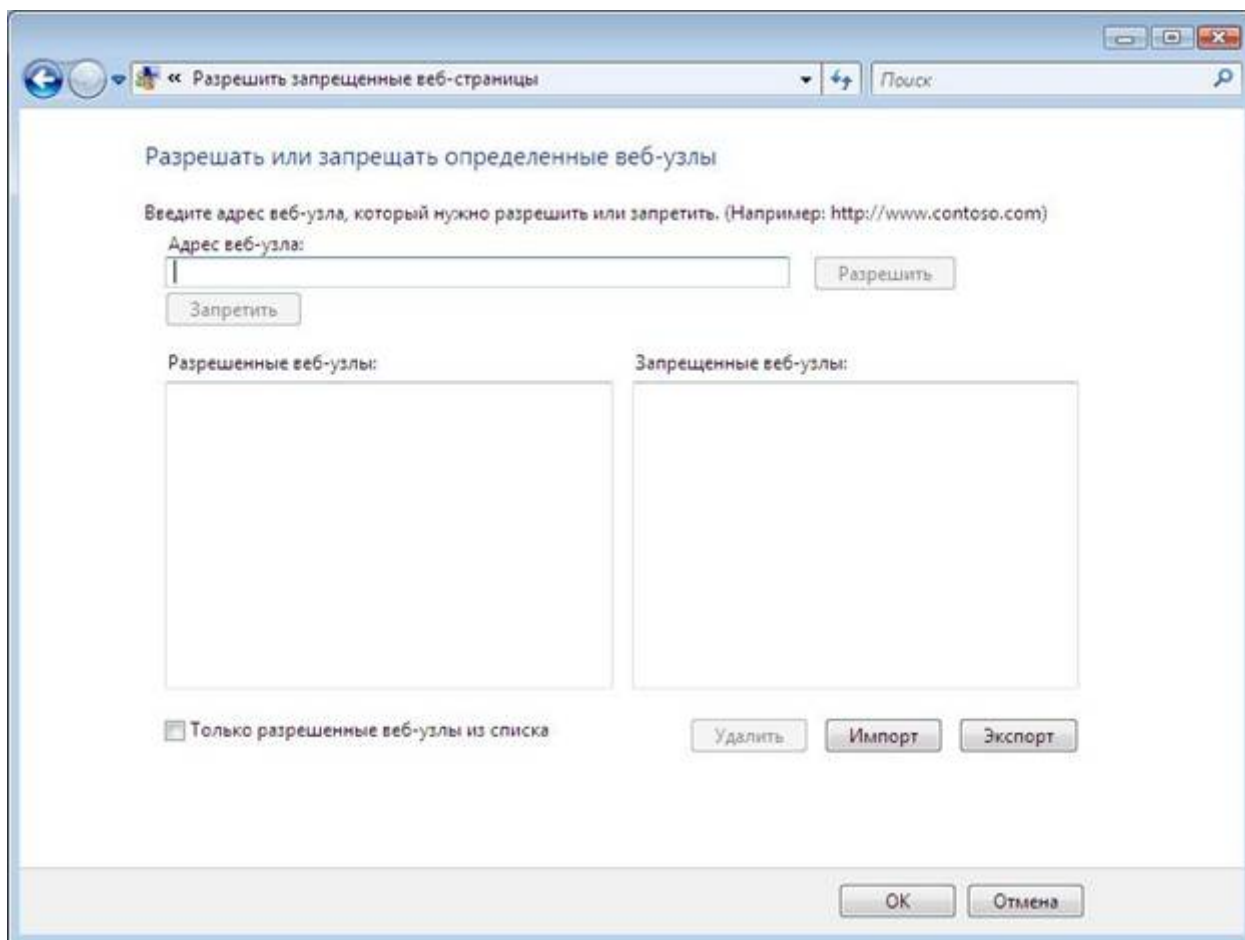 « Разрешить запрещенные веб-страницы
Поиск
Разрешать или запрещать определенные веб-узлы
Введите адрес веб-узла, который нужно разрешить или запретить. (Например: http://www.contoso.com)
Адрес веб-узла:
Разрешить
Запретить
Разрешенные веб-узлы:
Запрещенные веб-узлы:
Только разрешенные веб-узлы из списка
Удалить
Импорт
Экспорт
OK
Отмена